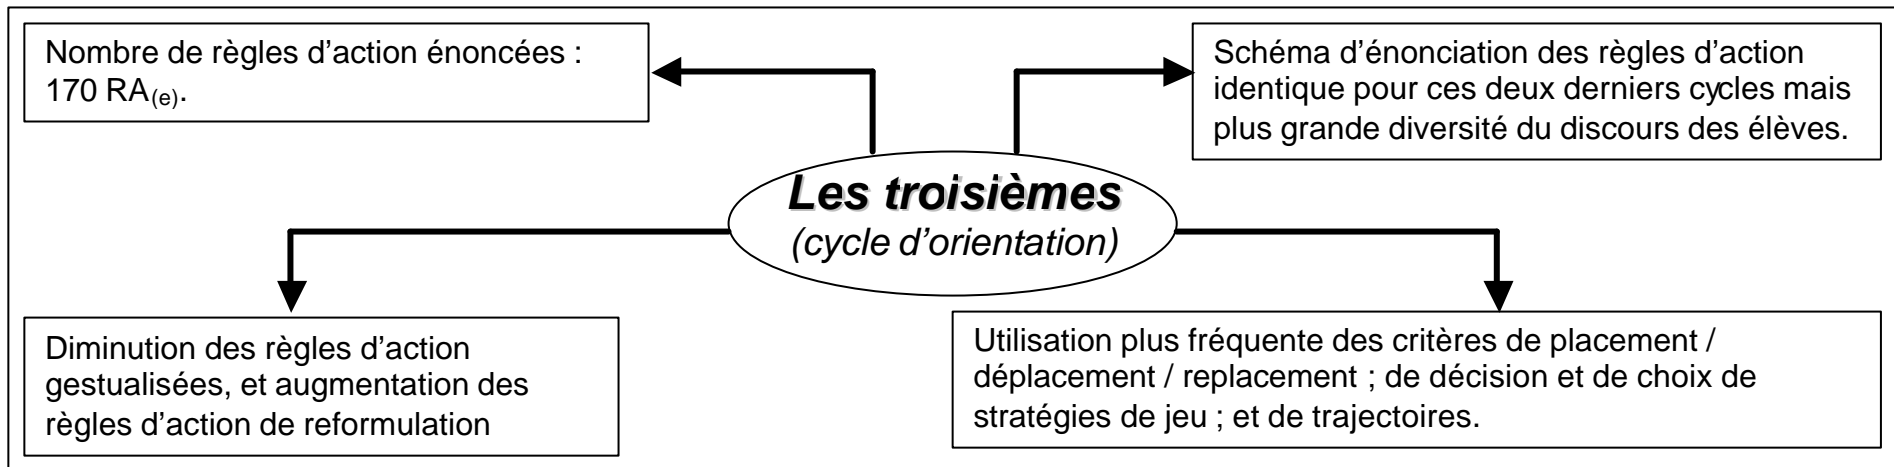 Nombre de règles d'action énoncées :
170 RA(e).
Schéma d'énonciation des règles d'action
identique pour ces deux derniers cycles mais
plus grande diversité du discours des élèves.
Les troisièmes
(cycle d'orientation)
Diminution des règles d'action
gestualisées, et augmentation des
règles d'action de reformulation
Utilisation plus fréquente des critères de placement /
déplacement / replacement ; de décision et de choix de
stratégies de jeu ; et de trajectoires.